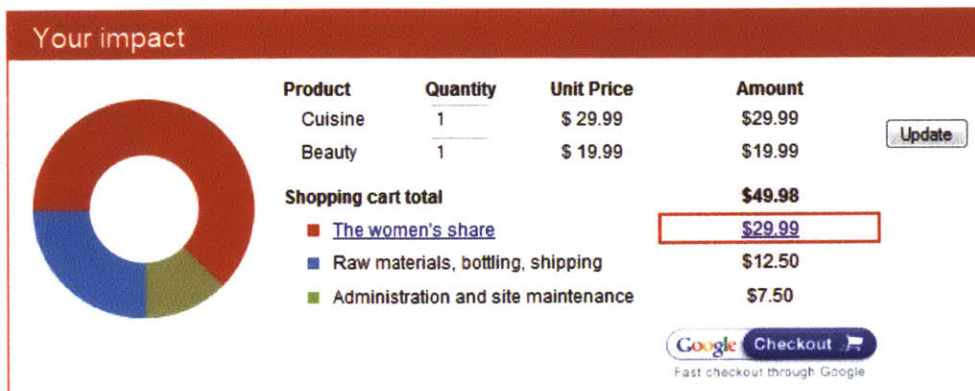 Your impact
Product Quantity Unit Price Amount
Cuisine 1 $ 29.99 $29.99
Beauty 1 $ 19.99 $19.99
Update
Shopping cart total $49.98
The women's share $29.99
Raw materials, bottling, shipping $12.50
Administration and site maintenance $7.50
Google Checkout
Fast checkout through Google